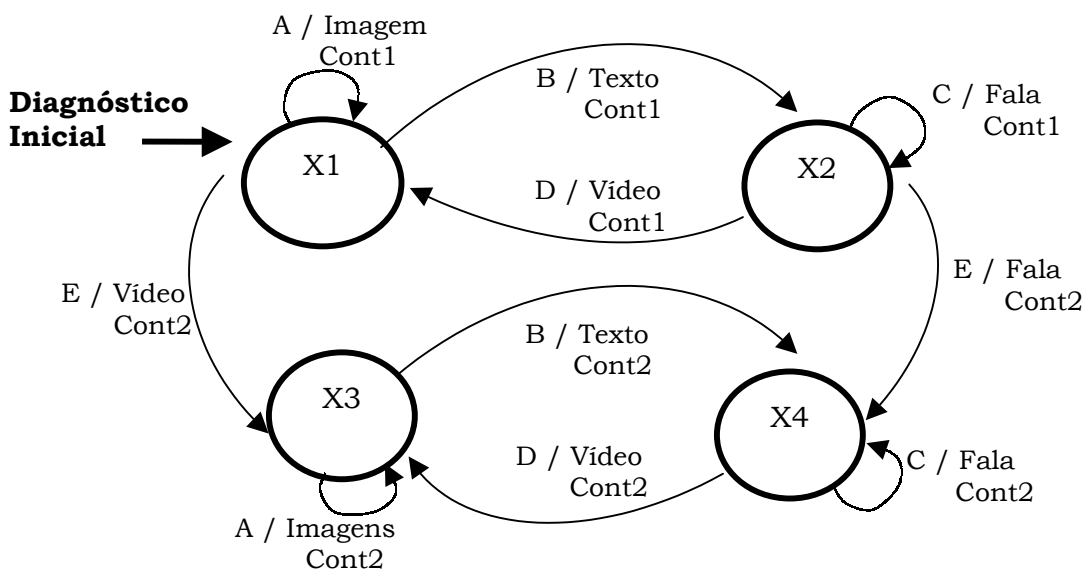 A / Imagem
Cont1
B / Texto
Cont1
C / Fala
Cont1
Diagnóstico
Inicial
X1
X2
D / Vídeo
Cont1
E / Vídeo
Cont2
E / Fala
Cont2
B / Texto
Cont2
X3
X4
D / Vídeo
Cont2
C / Fala
Cont2
A / Imagens
Cont2